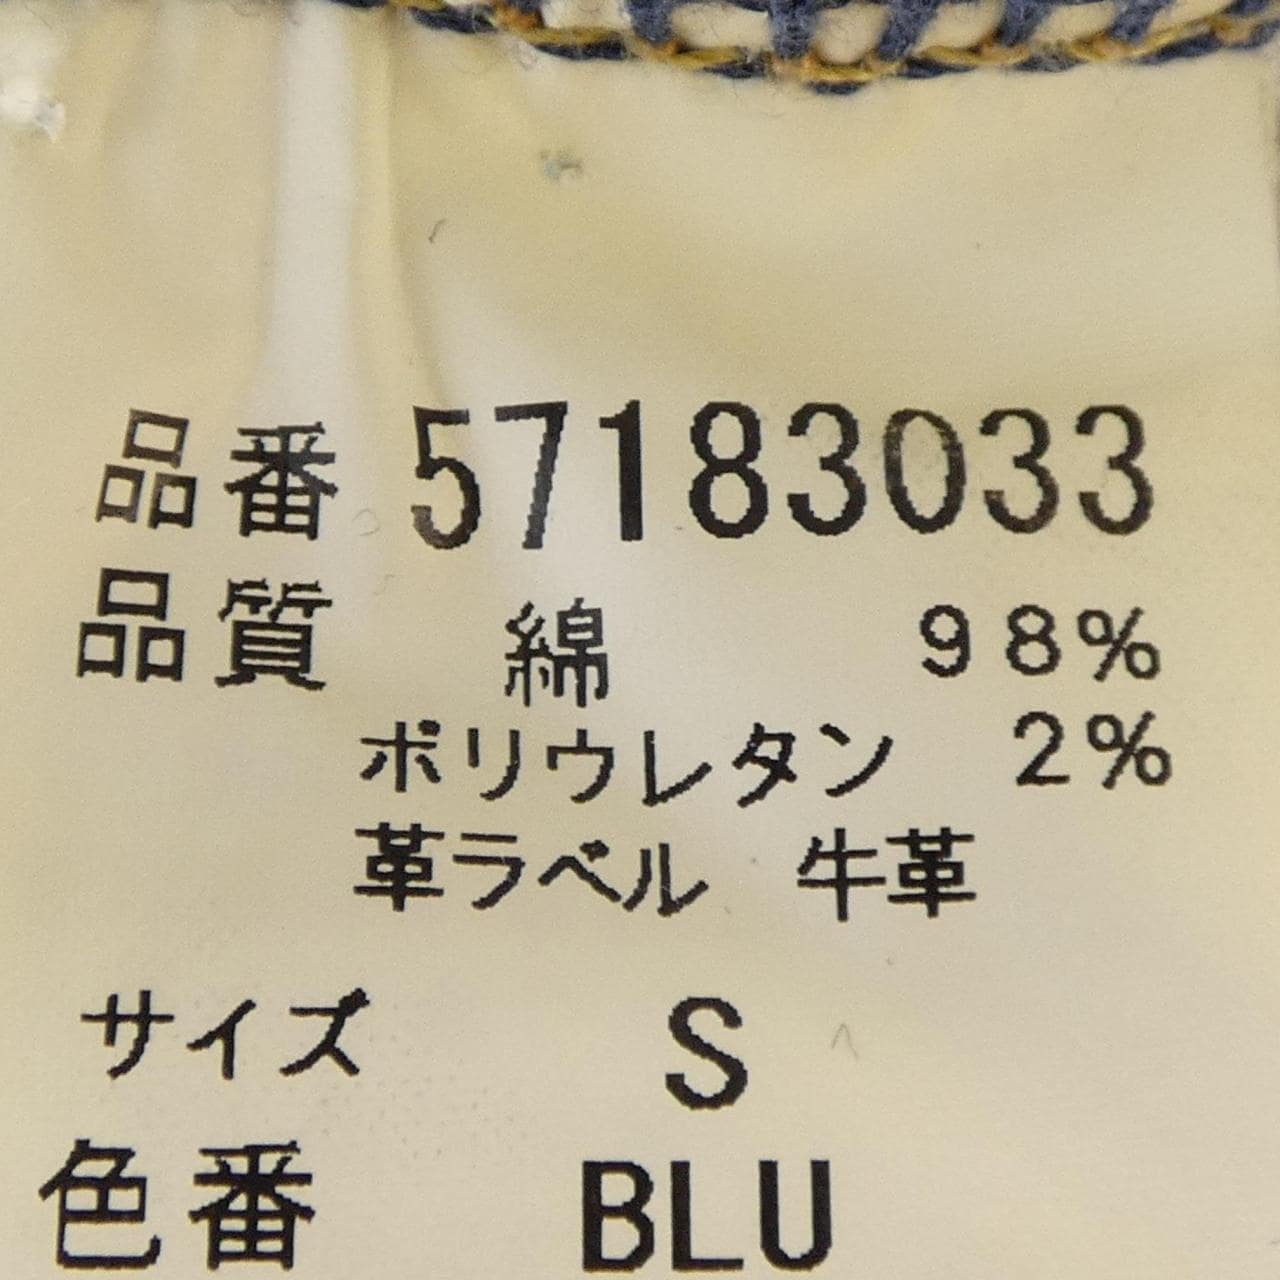 品番 57183033
品質 綿 98%
ポリウレタン 2%
革ラベル 牛革
サイズ S
色番 BLU